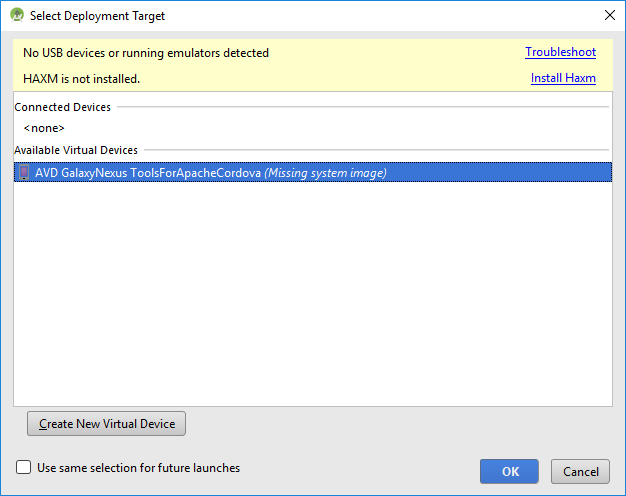 Select Deployment Target
No USB devices or running emulators detected Troubleshoot
HAXM is not installed. Install Haxm
Connected Devices
<none>
Available Virtual Devices
AVD GalaxyNexus ToolsForApacheCordova (Missing system image)
Create New Virtual Device
Use same selection for future launches
OK Cancel